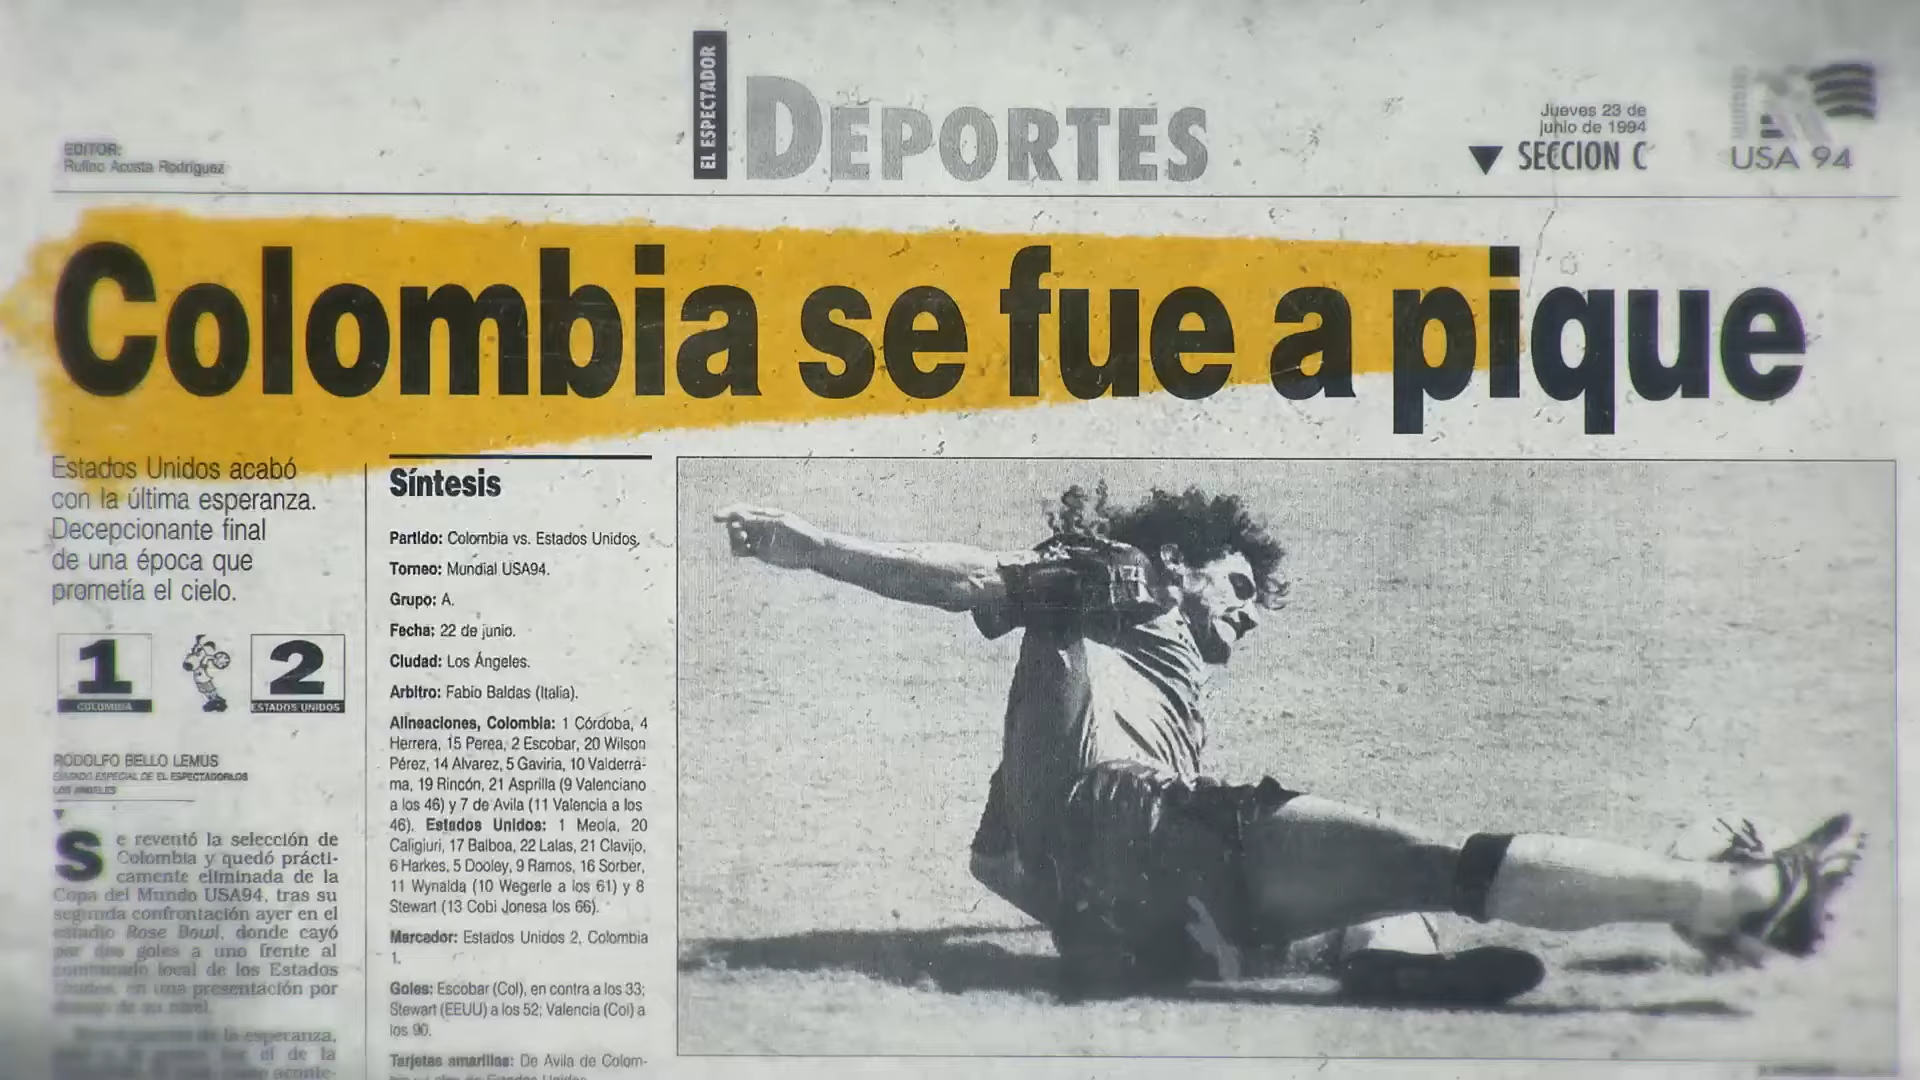 EL ESPECTADOR
DEPORTES
EDITOR:
Rufino Acosta Rodríguez
Jueves 23 de
junio de 1994
SECCION C
USA 94
Colombia se fue a pique
Estados Unidos acabó
con la última esperanza.
Decepcionante final
de una época que
prometía el cielo.
1
COLOMBIA
2
ESTADOS UNIDOS
RODOLFO BELLO LEMUS
LOS ANGELES
Se reventó la selección de
Colombia y quedó prácti-
camente eliminada de la
Copa del Mundo USA94, tras su
segunda confrontación ayer en el
estadio Rose Bowl, donde cayó
por dos goles a uno frente al
combinado local de los Estados
Unidos, en una presentación por
debajo de su nivel.
de la esperanza,
el de la
Síntesis
Partido: Colombia vs. Estados Unidos.
Torneo: Mundial USA94.
Grupo: A.
Fecha: 22 de junio.
Ciudad: Los Ángeles.
Arbitro: Fabio Baldas (Italia).
Alineaciones, Colombia: 1 Córdoba, 4
Herrera, 15 Perea, 2 Escobar, 20 Wilson
Pérez, 14 Alvarez, 5 Gaviria, 10 Valderra-
ma, 19 Rincón, 21 Asprilla (9 Valenciano
a los 46) y 7 de Avila (11 Valencia a los
46). Estados Unidos: 1 Meola, 20
Caligiuri, 17 Balboa, 22 Lalas, 21 Clavijo,
6 Harkes, 5 Dooley, 9 Ramos, 16 Sorber,
11 Wynalda (10 Wegerle a los 61) y 8
Stewart (13 Cobi Jonesa los 66).
Marcador: Estados Unidos 2, Colombia
1.
Goles: Escobar (Col), en contra a los 33;
Stewart (EEUU) a los 52; Valencia (Col) a
los 90.
Tarjetas amarillas: De Avila de Colom-